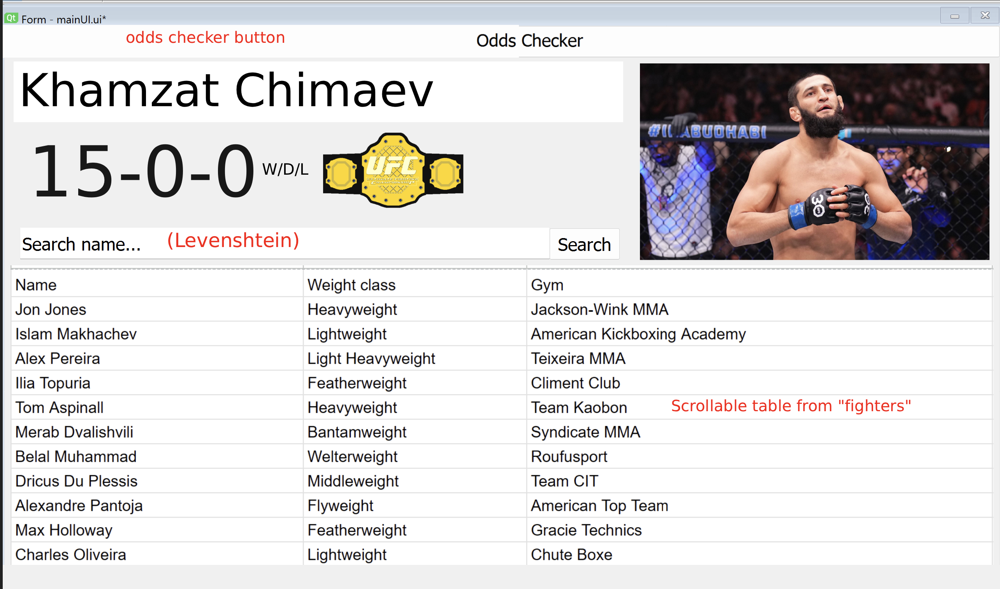 Qt Form - mainUI.ui*
odds checker button
Odds Checker
Khamzat Chimaev
15-0-0 W/D/L
UFC
ULTIMATE FIGHTING
CHAMPIONSHIP
ABUDHABI
30
UFC
Search name... (Levenshtein) Search
Name Weight class Gym
Jon Jones Heavyweight Jackson-Wink MMA
Islam Makhachev Lightweight American Kickboxing Academy
Alex Pereira Light Heavyweight Teixeira MMA
Ilia Topuria Featherweight Climent Club
Tom Aspinall Heavyweight Team Kaobon Scrollable table from "fighters"
Merab Dvalishvili Bantamweight Syndicate MMA
Belal Muhammad Welterweight Roufusport
Dricus Du Plessis Middleweight Team CIT
Alexandre Pantoja Flyweight American Top Team
Max Holloway Featherweight Gracie Technics
Charles Oliveira Lightweight Chute Boxe